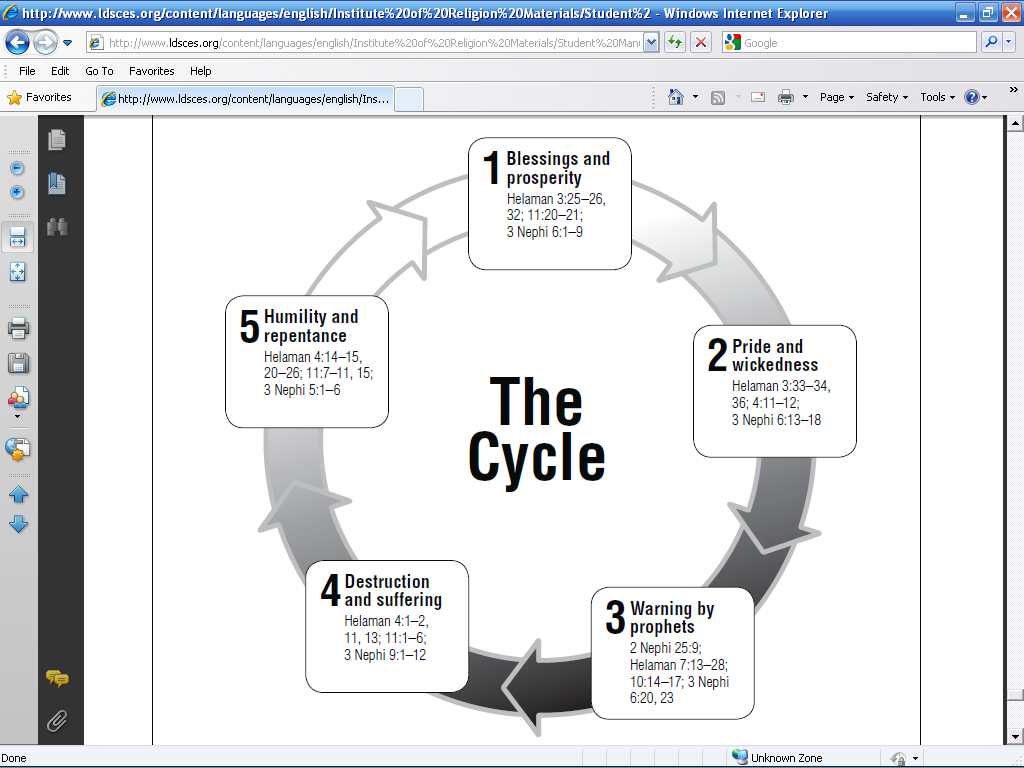 http://www.ldsces.org/content/languages/english/Institute%20of%20Religion%20Materials/Student%2 - Windows Internet Explorer
http://www.ldsces.org/content/languages/english/Institute%20of%20Religion%20Materials/Student%20Manu
Google
File Edit Go To Favorites Help
Favorites
http://www.ldsces.org/content/languages/english/Ins...
Page Safety Tools
1 Blessings and
prosperity
Helaman 3:25–26,
32; 11:20–21;
3 Nephi 6:1–9
2 Pride and
wickedness
Helaman 3:33–34,
36; 4:11–12;
3 Nephi 6:13–18
3 Warning by
prophets
2 Nephi 25:9;
Helaman 7:13–28;
10:14–17; 3 Nephi
6:20, 23
4 Destruction
and suffering
Helaman 4:1–2,
11, 13; 11:1–6;
3 Nephi 9:1–12
5 Humility and
repentance
Helaman 4:14–15,
20–26; 11:7–11, 15;
3 Nephi 5:1–6
The
Cycle
Done
Unknown Zone